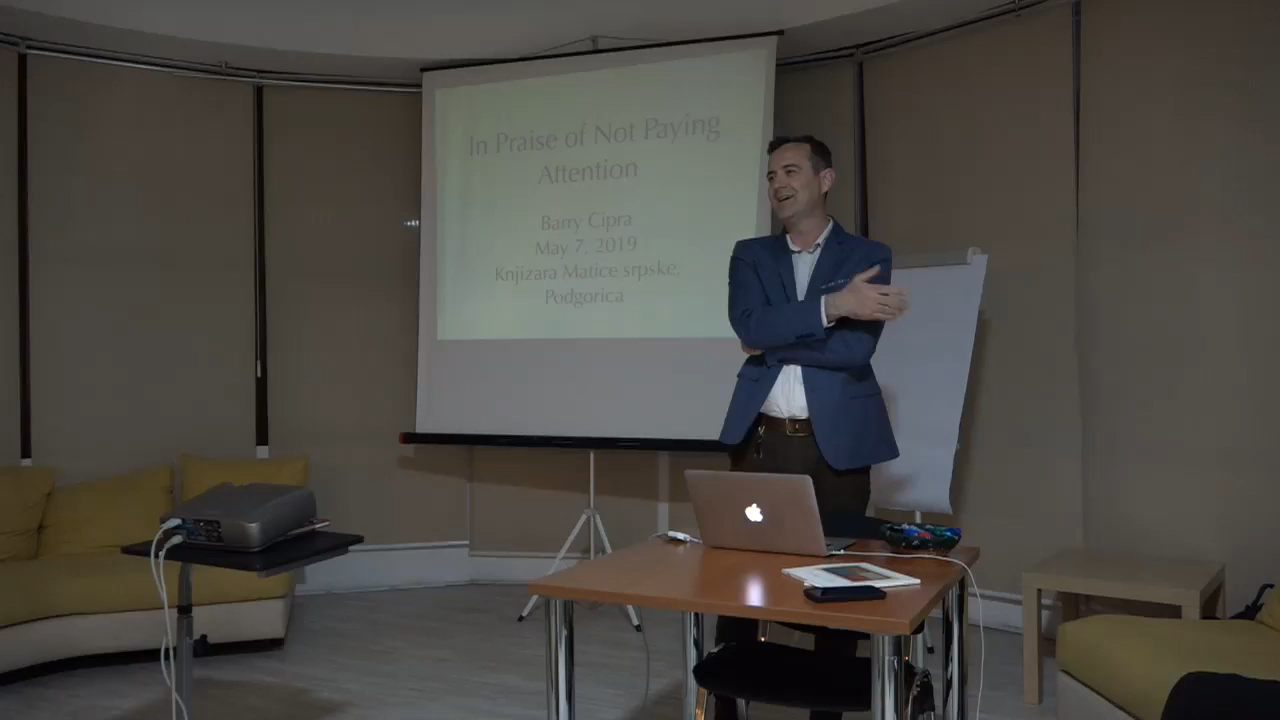 In Praise of Not Paying
Attention
Barry Cipra
May 7, 2019
Knjizara Matice srpske,
Podgorica